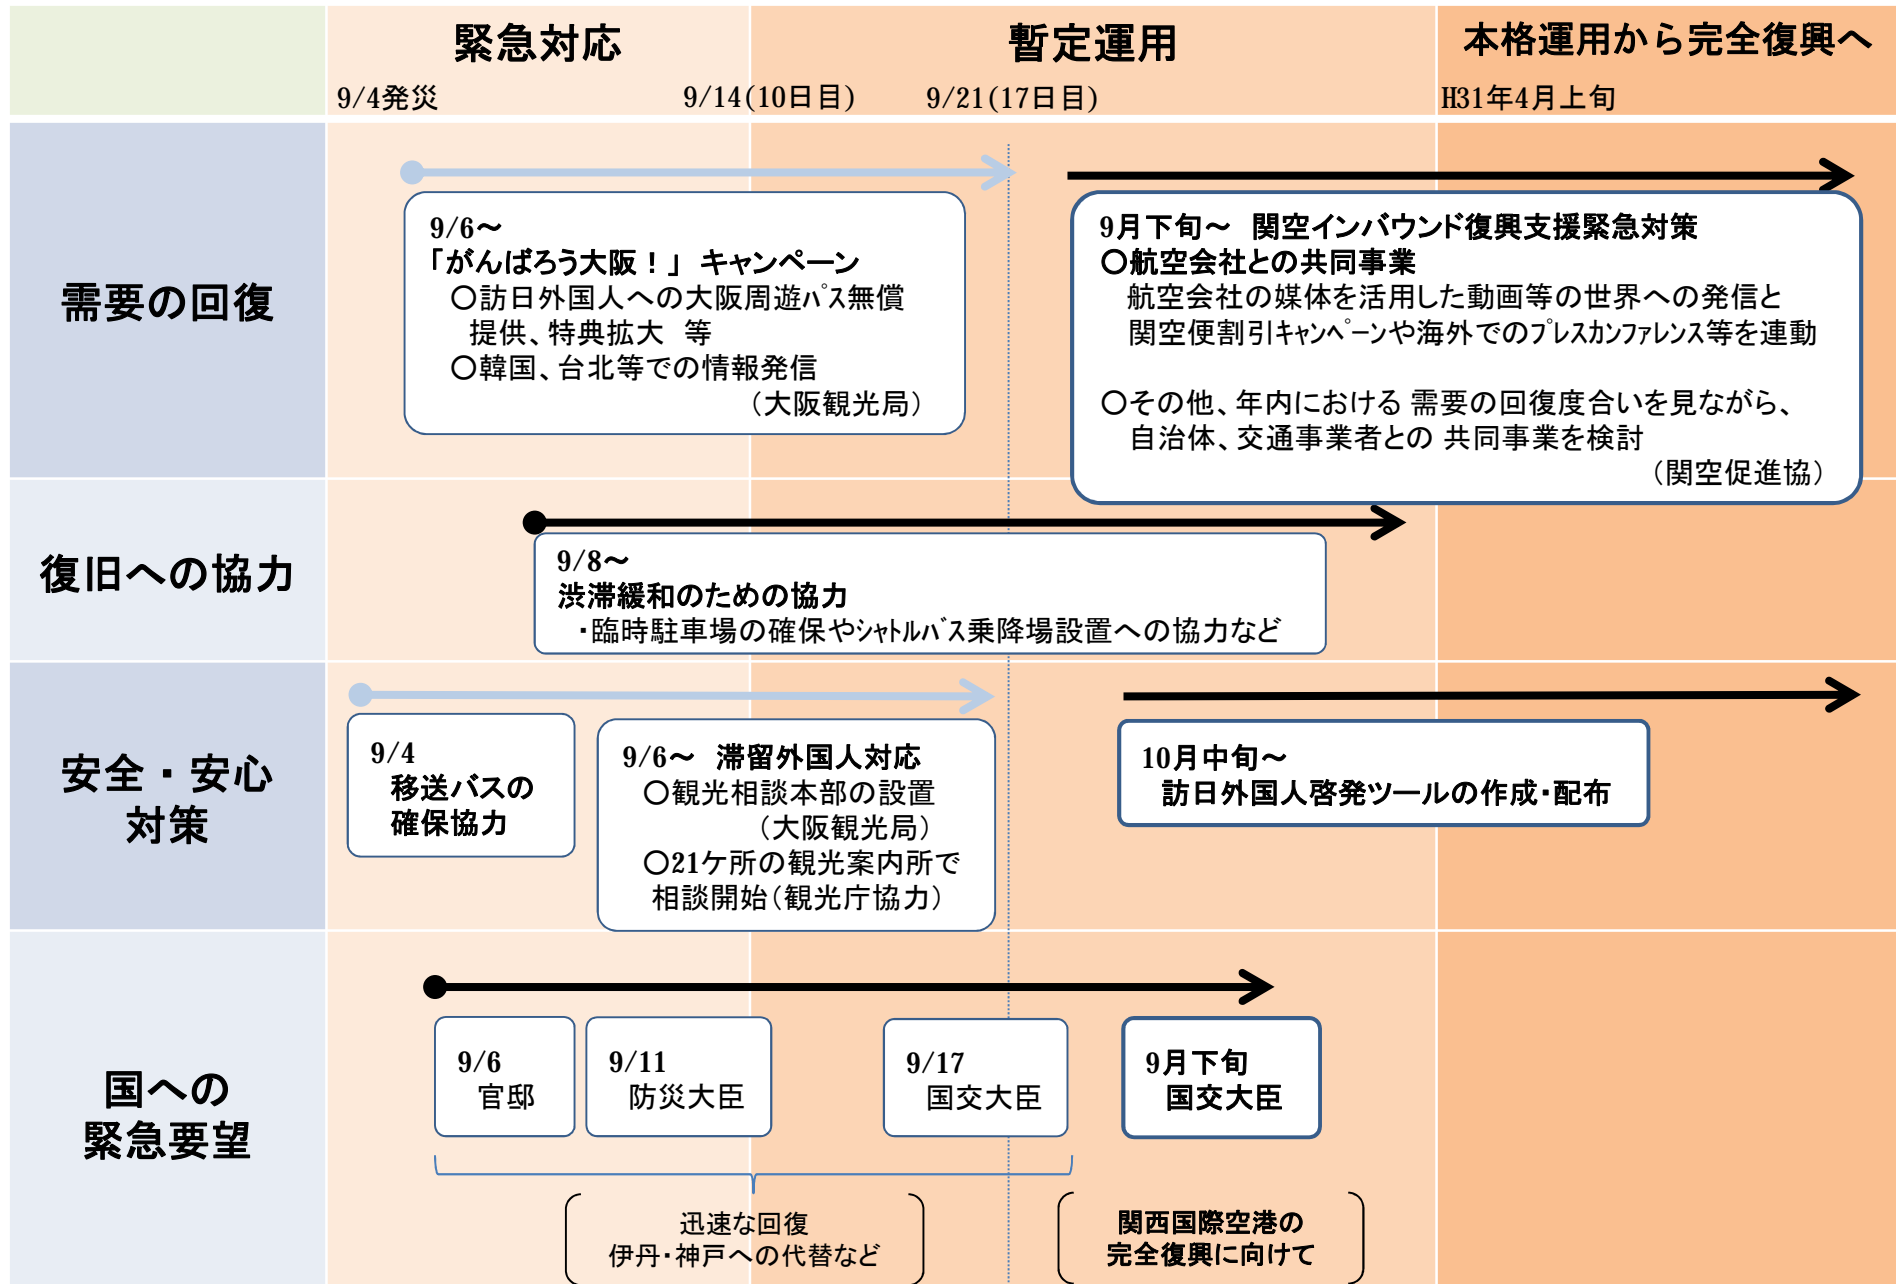 緊急対応
暫定運用
本格運用から完全復興へ
9/4発災
9/14(10日目)
9/21(17日目)
H31年4月上旬
需要の回復
9/6～
「がんばろう大阪！」 キャンペーン
○訪日外国人への大阪周遊ﾊﾟｽ無償
提供、特典拡大 等
○韓国、台北等での情報発信
（大阪観光局）
9月下旬～ 関空インバウンド復興支援緊急対策
○航空会社との共同事業
航空会社の媒体を活用した動画等の世界への発信と
関空便割引ｷｬﾝﾍﾟｰﾝや海外でのﾌﾟﾚｽｶﾝﾌｧﾚﾝｽ等を連動
○その他、年内における 需要の回復度合いを見ながら、
自治体、交通事業者との 共同事業を検討
（関空促進協）
復旧への協力
9/8～
渋滞緩和のための協力
・臨時駐車場の確保やｼｬﾄﾙﾊﾞｽ乗降場設置への協力など
安全・安心
対策
9/4
移送バスの
確保協力
9/6～ 滞留外国人対応
○観光相談本部の設置
（大阪観光局）
○21ケ所の観光案内所で
相談開始（観光庁協力）
10月中旬～
訪日外国人啓発ツールの作成・配布
国への
緊急要望
9/6
官邸
9/11
防災大臣
9/17
国交大臣
9月下旬
国交大臣
迅速な回復
伊丹・神戸への代替など
関西国際空港の
完全復興に向けて